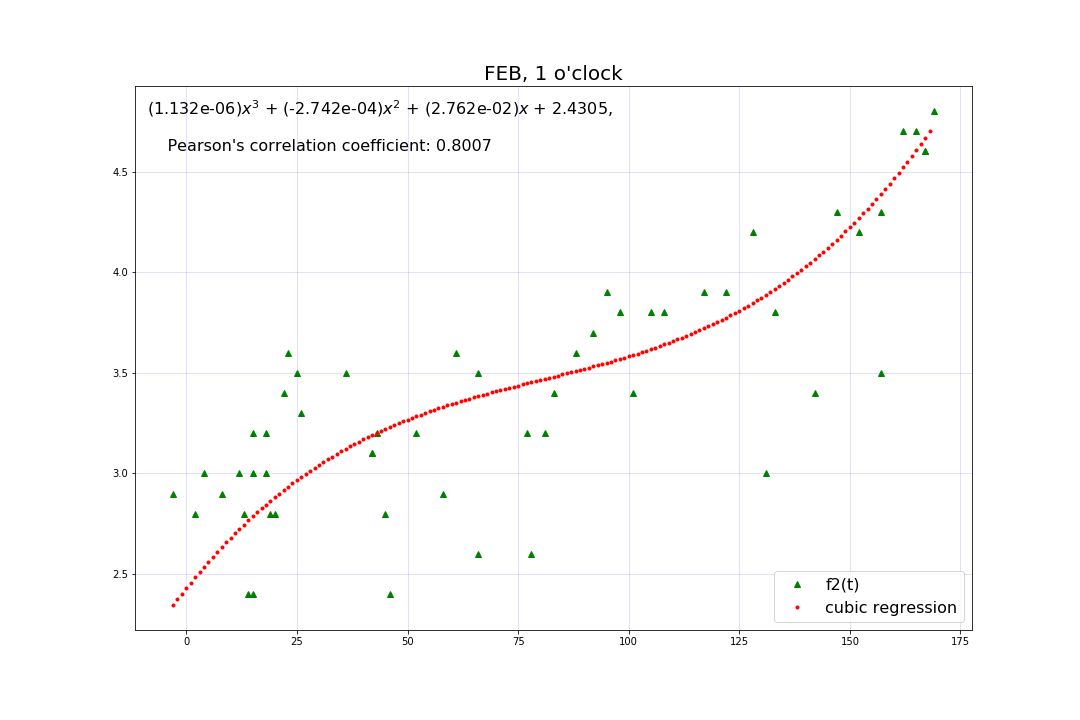 FEB, 1 o'clock
(1.132e-06)x³ + (-2.742e-04)x² + (2.762e-02)x + 2.4305,
Pearson's correlation coefficient: 0.8007
4.5
4.0
3.5
3.0
2.5
f2(t)
cubic regression
0 25 50 75 100 125 150 175